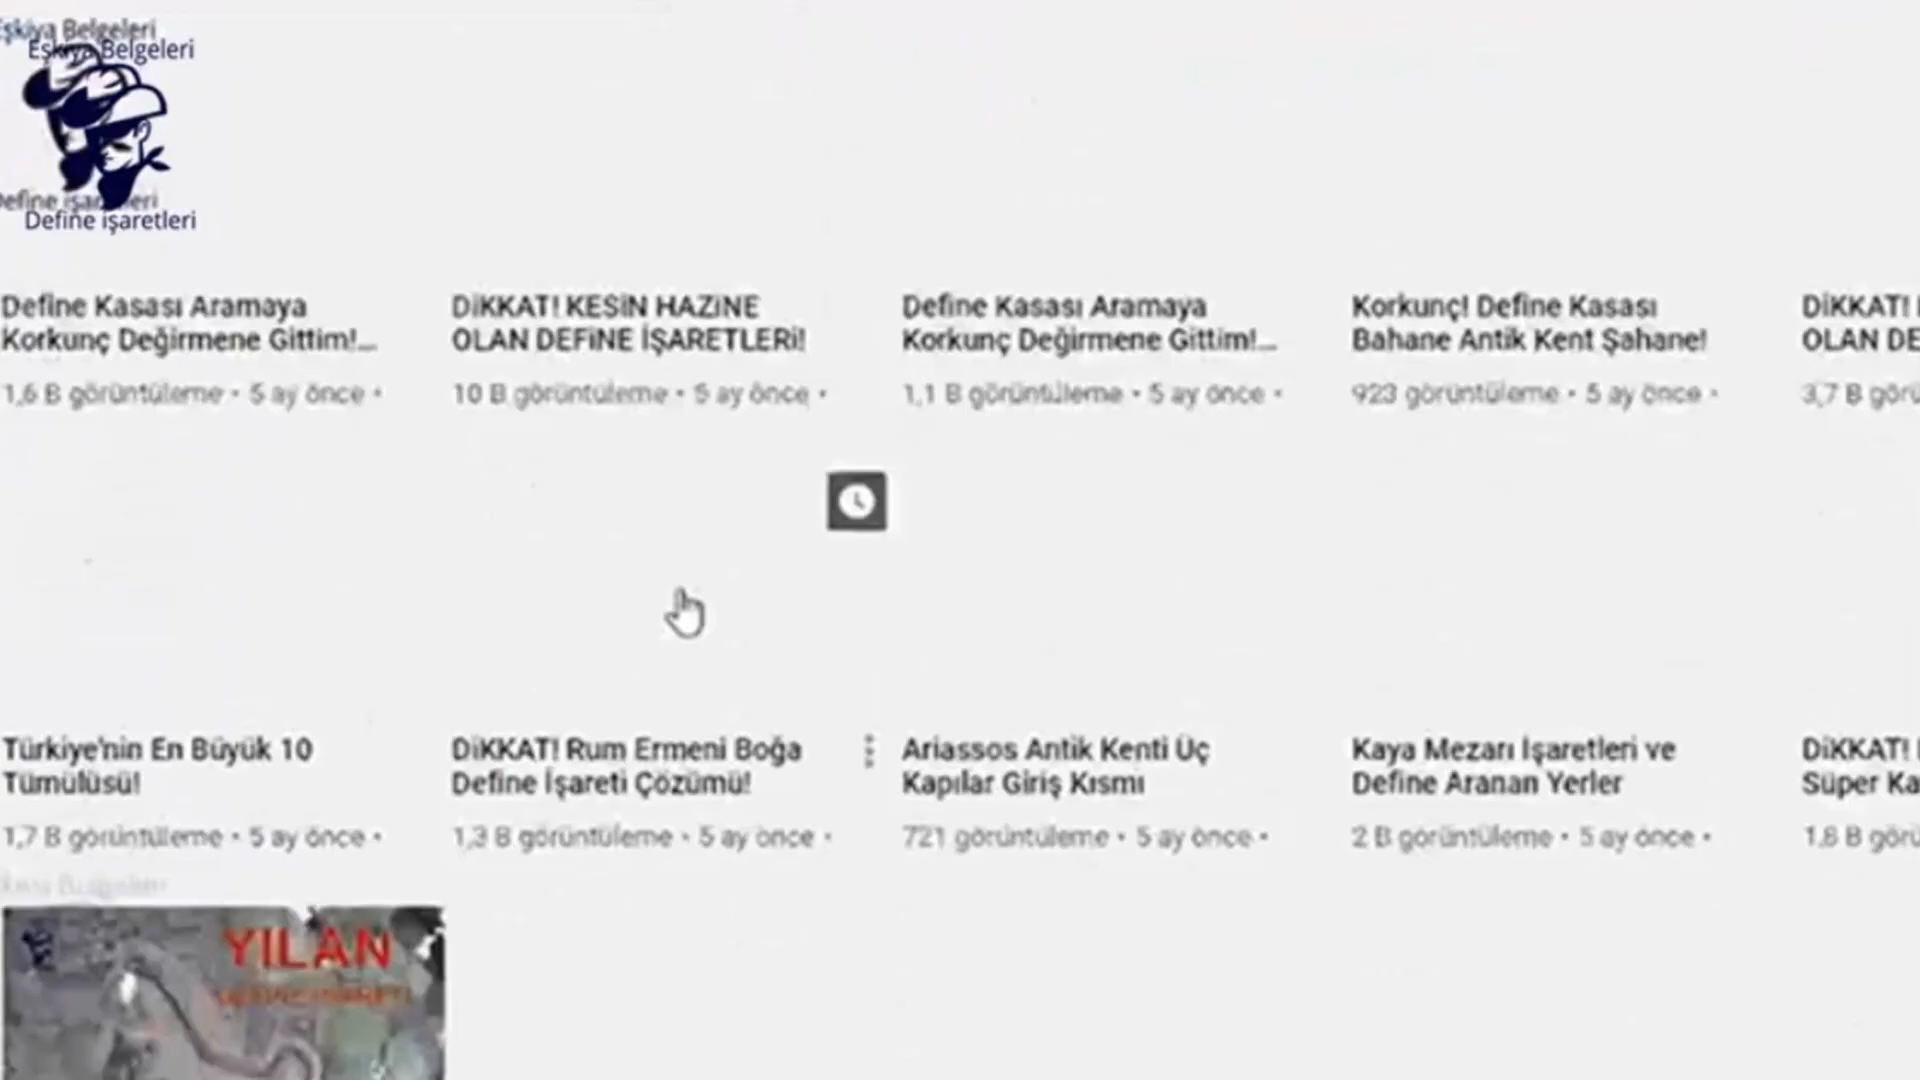 Eşkıya Belgeleri
Eşkıya Belgeleri
Define işaretleri
Define Kasası Aramaya
Korkunç Değirmene Gittim!...
1,6 B görüntüleme • 5 ay önce •
DİKKAT! KESİN HAZİNE
OLAN DEFİNE İŞARETLERİ!
10 B görüntüleme • 5 ay önce •
Define Kasası Aramaya
Korkunç Değirmene Gittim!...
1,1 B görüntüleme • 5 ay önce •
Korkunç! Define Kasası
Bahane Antik Kent Şahane!
923 görüntüleme • 5 ay önce •
DİKKAT!
OLAN DE
3,7 B görü
Türkiye'nin En Büyük 10
Tümülüsü!
1,7 B görüntüleme • 5 ay önce •
DİKKAT! Rum Ermeni Boğa
Define İşareti Çözümü!
1,3 B görüntüleme • 5 ay önce •
Ariassos Antik Kenti Üç
Kapılar Giriş Kısmı
721 görüntüleme • 5 ay önce •
Kaya Mezarı İşaretleri ve
Define Aranan Yerler
2 B görüntüleme • 5 ay önce •
DİKKAT!
Süper Ka
1,8 B görü
YILAN